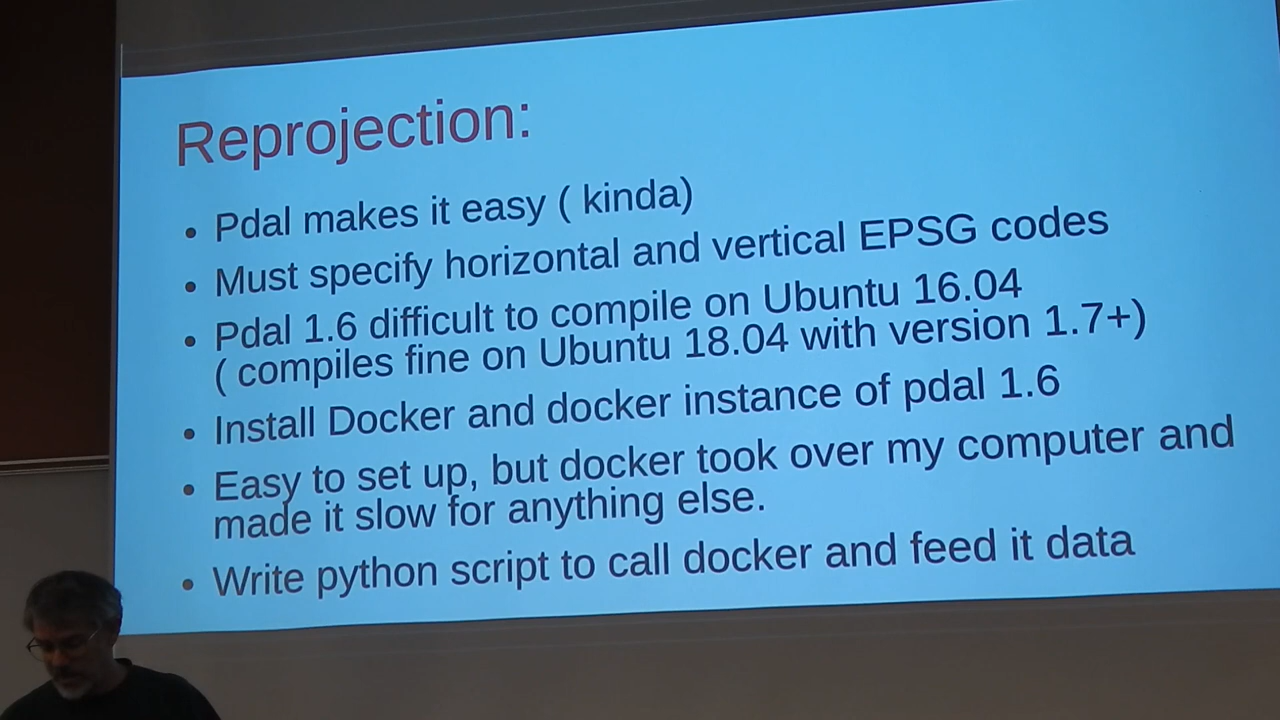 Reprojection:
• Pdal makes it easy ( kinda)
• Must specify horizontal and vertical EPSG codes
• Pdal 1.6 difficult to compile on Ubuntu 16.04
( compiles fine on Ubuntu 18.04 with version 1.7+)
• Install Docker and docker instance of pdal 1.6
• Easy to set up, but docker took over my computer and
made it slow for anything else.
• Write python script to call docker and feed it data